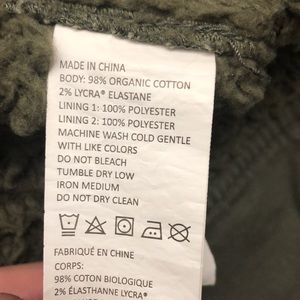 MADE IN CHINA
BODY: 98% ORGANIC COTTON
2% LYCRA® ELASTANE
LINING 1: 100% POLYESTER
LINING 2: 100% POLYESTER
MACHINE WASH COLD GENTLE
WITH LIKE COLORS
DO NOT BLEACH
TUMBLE DRY LOW
IRON MEDIUM
DO NOT DRY CLEAN
FABRIQUÉ EN CHINE
CORPS:
98% COTON BIOLOGIQUE
2% ÉLASTHANNE LYCRA®